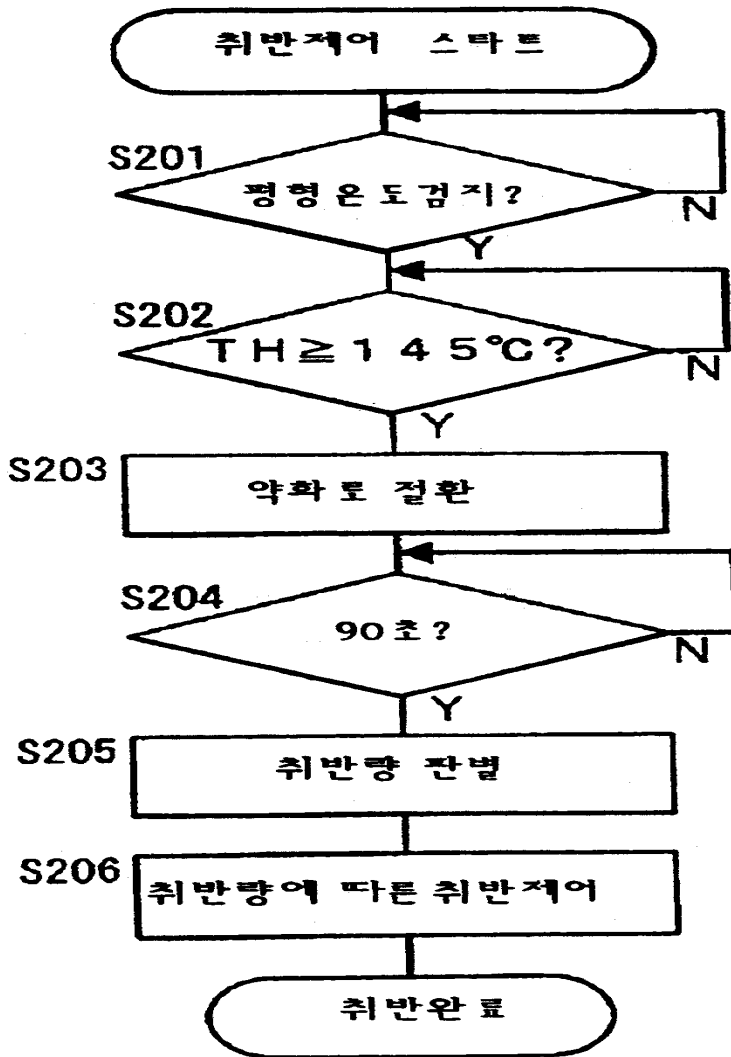 취반제어 스타트
S201
평형온도검지?
N
Y
S202
TH≧145℃?
N
Y
S203
약화로 절환
S204
90초?
N
Y
S205
취반량 판별
S206
취반량에 따른 취반제어
취반완료